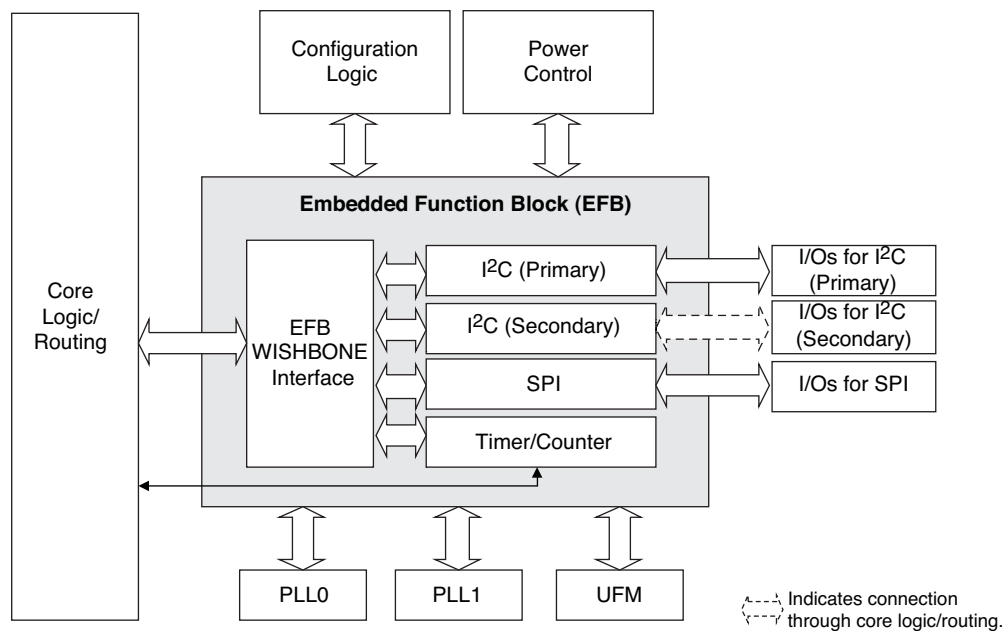 Configuration
Logic
Power
Control
Embedded Function Block (EFB)
Core
Logic/
Routing
EFB
WISHBONE
Interface
I²C (Primary)
I²C (Secondary)
SPI
Timer/Counter
I/Os for I²C
(Primary)
I/Os for I²C
(Secondary)
I/Os for SPI
PLL0
PLL1
UFM
Indicates connection
through core logic/routing.